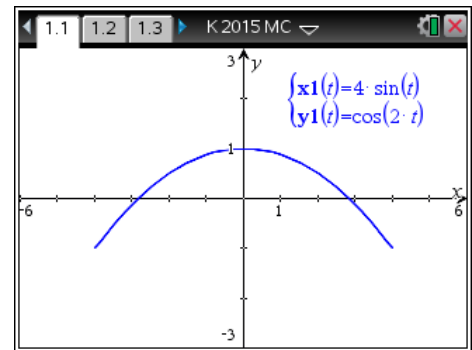 1.1 1.2 1.3 K 2015 MC
3 y
x1(t)=4· sin(t)
y1(t)=cos(2· t)
1
x
-6 1 6
-3